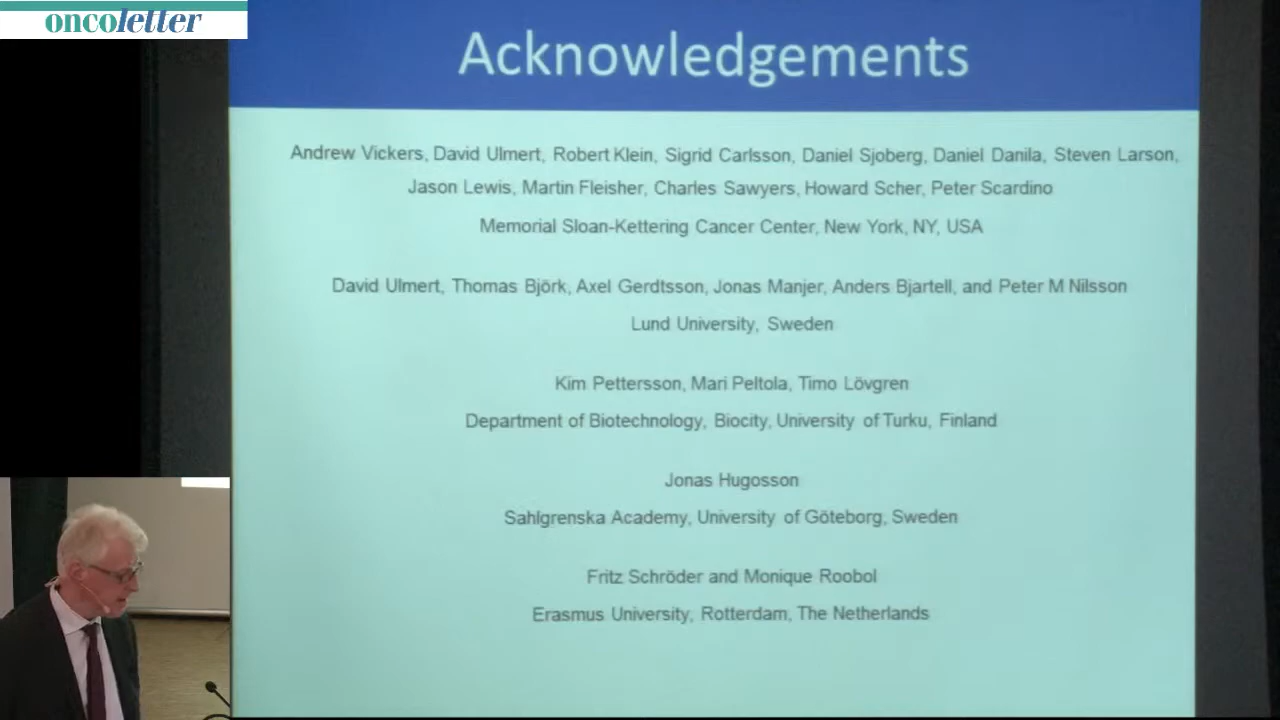 oncoletter
Acknowledgements
Andrew Vickers, David Ulmert, Robert Klein, Sigrid Carlsson, Daniel Sjoberg, Daniel Danila, Steven Larson,
Jason Lewis, Martin Fleisher, Charles Sawyers, Howard Scher, Peter Scardino
Memorial Sloan-Kettering Cancer Center, New York, NY, USA
David Ulmert, Thomas Björk, Axel Gerdtsson, Jonas Manjer, Anders Bjartell, and Peter M Nilsson
Lund University, Sweden
Kim Pettersson, Mari Peltola, Timo Lövgren
Department of Biotechnology, Biocity, University of Turku, Finland
Jonas Hugosson
Sahlgrenska Academy, University of Göteborg, Sweden
Fritz Schröder and Monique Roobol
Erasmus University, Rotterdam, The Netherlands